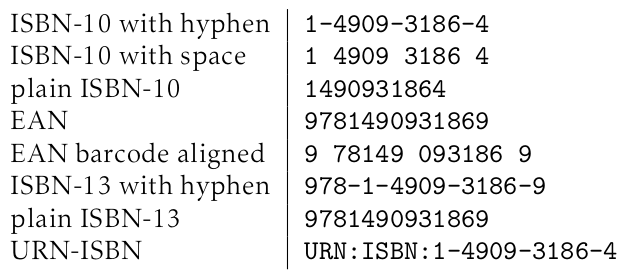 ISBN-10 with hyphen 1-4909-3186-4
ISBN-10 with space 1 4909 3186 4
plain ISBN-10 1490931864
EAN 9781490931869
EAN barcode aligned 9 78149 093186 9
ISBN-13 with hyphen 978-1-4909-3186-9
plain ISBN-13 9781490931869
URN-ISBN URN:ISBN:1-4909-3186-4